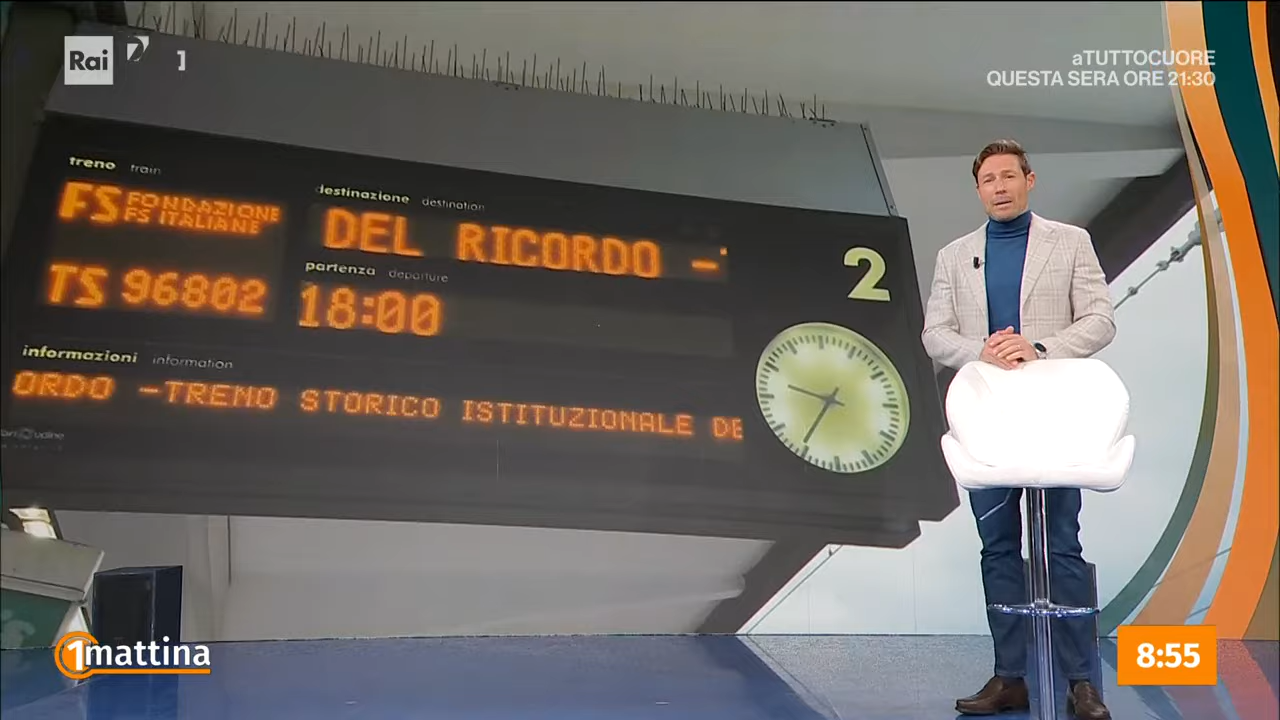 Rai 1
aTUTTOCUORE
QUESTA SERA ORE 21:30
treno train
FS FONDAZIONE
FS ITALIANE
destinazione destination
DEL RICORDO -
2
partenza departure
TS 96802
18:00
informazioni information
ORDO -TRENO STORICO ISTITUZIONALE DE
1mattina
8:55